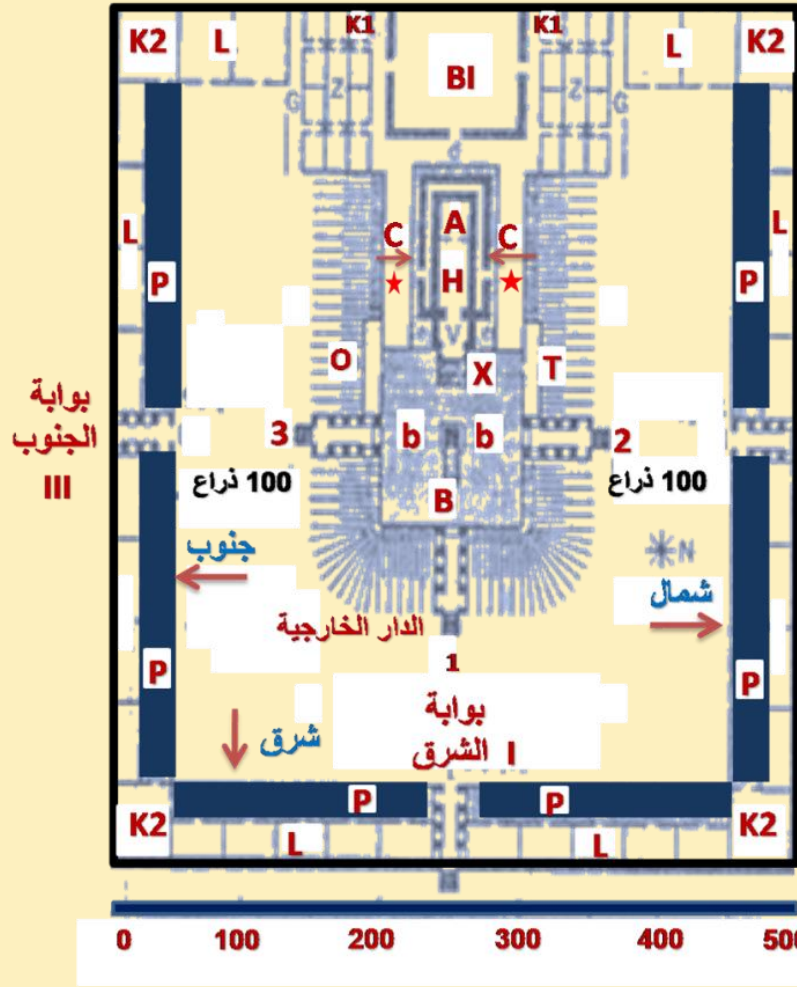 K2 L K1 K1 L K2
BI
G Z Z G
d
A
L C C L
P H P
e V e
O X T
بوابة
الجنوب
III
3 b b 2
100 ذراع 100 ذراع
B
جنوب
N
شمال
الدار الخارجية
1
P P
بوابة
الشرق I
شرق
P P
K2 K2
L L
0 100 200 300 400 500